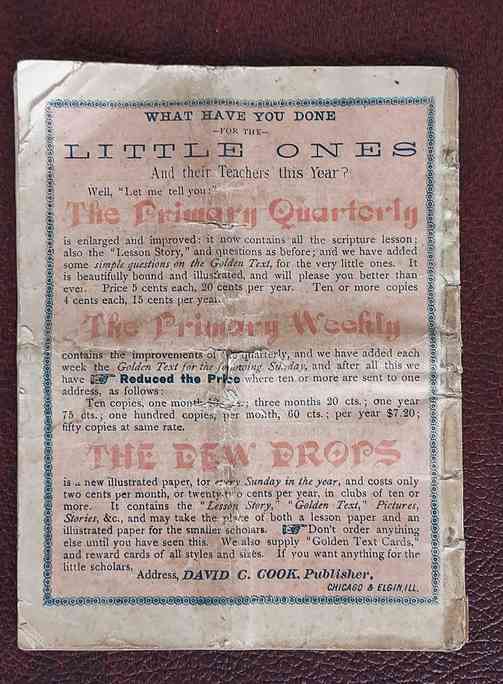 WHAT HAVE YOU DONE
—FOR THE—
LITTLE ONES
And their Teachers this Year?
Well, "Let me tell you:"
The Primary Quarterly
is enlarged and improved; it now contains all the scripture lesson;
also the "Lesson Story," and questions as before; and we have added
some simple questions on the Golden Text, for the very little ones. It
is beautifully bound and illustrated, and will please you better than
ever. Price 5 cents each, 20 cents per year. Ten or more copies
4 cents each, 15 cents per year.
The Primary Weekly
contains the improvements of the quarterly, and we have added each
week the Golden Text for the following Sunday, and after all this we
have ☞ Reduced the Price where ten or more are sent to one
address, as follows:
Ten copies, one month three months 20 cts.; one year
75 cts.; one hundred copies, per month, 60 cts.; per year $7.20;
fifty copies at same rate.
THE DEW DROPS
is a new illustrated paper, for every Sunday in the year, and costs only
two cents per month, or twenty-two cents per year, in clubs of ten or
more. It contains the "Lesson Story," "Golden Text," Pictures,
Stories, &c., and may take the place of both a lesson paper and an
illustrated paper for the smaller scholars. ☞ "Don't order anything
else until you have seen this. We also supply "Golden Text Cards,"
and reward cards of all styles and sizes. If you want anything for the
little scholars,
Address, DAVID C. COOK, Publisher,
CHICAGO & ELGIN, ILL.